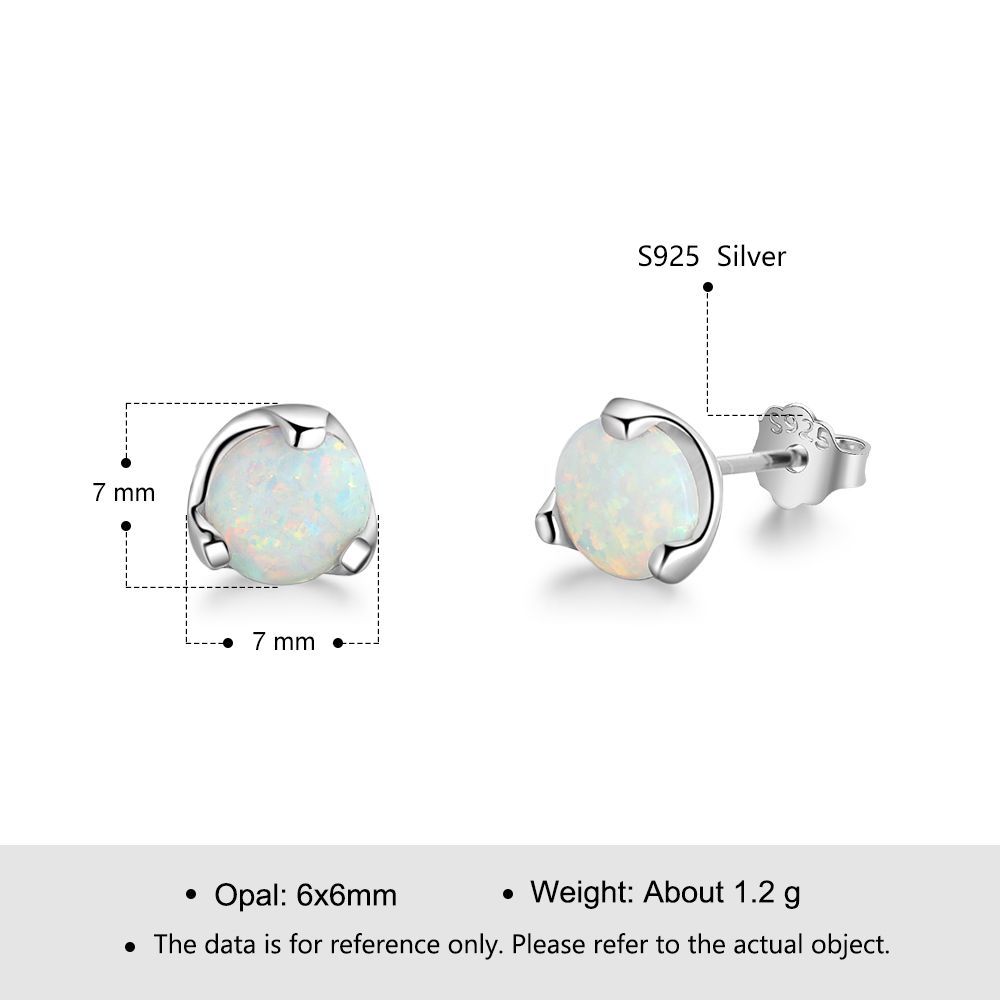 S925 Silver
S925
7 mm
7 mm
• Opal: 6x6mm
• Weight: About 1.2 g
• The data is for reference only. Please refer to the actual object.